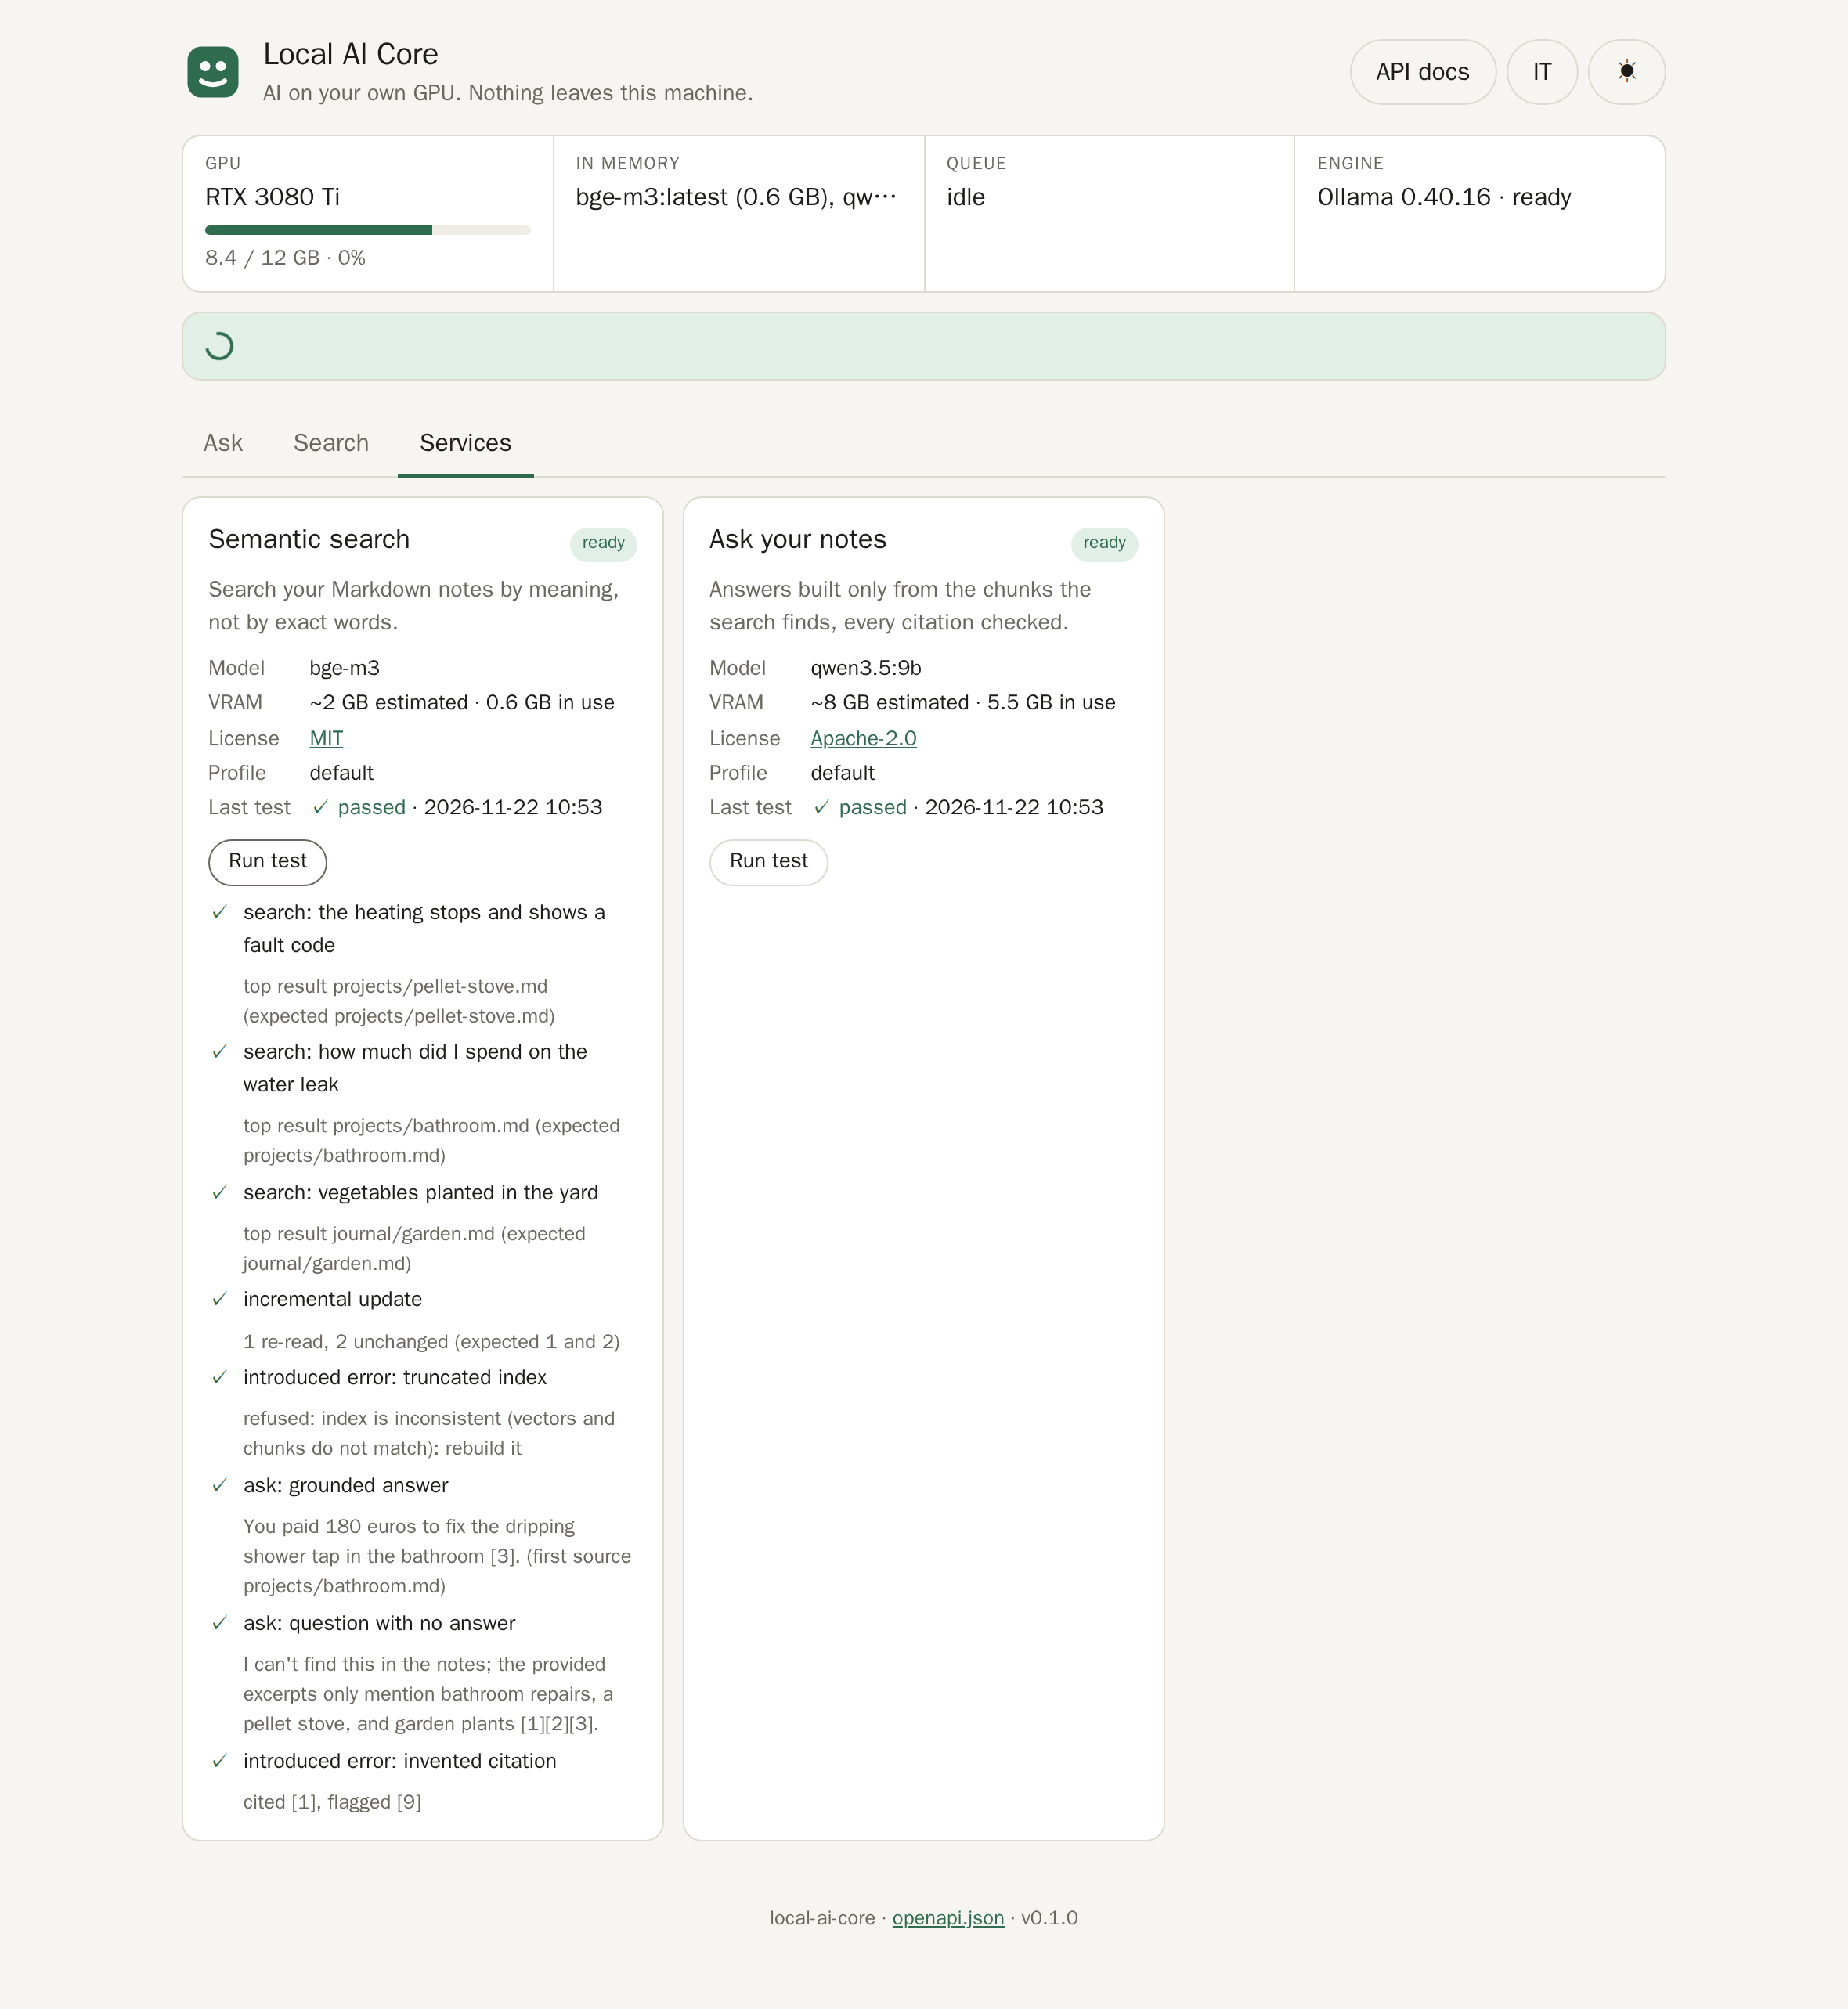 Local AI Core
AI on your own GPU. Nothing leaves this machine.
API docs
IT
GPU
RTX 3080 Ti
8.4 / 12 GB · 0%
IN MEMORY
bge-m3:latest (0.6 GB), qw···
QUEUE
idle
ENGINE
Ollama 0.40.16 · ready
Ask
Search
Services
Semantic search
ready
Search your Markdown notes by meaning,
not by exact words.
Model bge-m3
VRAM ~2 GB estimated · 0.6 GB in use
License MIT
Profile default
Last test ✓ passed · 2026-11-22 10:53
Run test
✓ search: the heating stops and shows a
fault code
top result projects/pellet-stove.md
(expected projects/pellet-stove.md)
✓ search: how much did I spend on the
water leak
top result projects/bathroom.md (expected
projects/bathroom.md)
✓ search: vegetables planted in the yard
top result journal/garden.md (expected
journal/garden.md)
✓ incremental update
1 re-read, 2 unchanged (expected 1 and 2)
✓ introduced error: truncated index
refused: index is inconsistent (vectors and
chunks do not match): rebuild it
✓ ask: grounded answer
You paid 180 euros to fix the dripping
shower tap in the bathroom [3]. (first source
projects/bathroom.md)
✓ ask: question with no answer
I can't find this in the notes; the provided
excerpts only mention bathroom repairs, a
pellet stove, and garden plants [1][2][3].
✓ introduced error: invented citation
cited [1], flagged [9]
Ask your notes
ready
Answers built only from the chunks the
search finds, every citation checked.
Model qwen3.5:9b
VRAM ~8 GB estimated · 5.5 GB in use
License Apache-2.0
Profile default
Last test ✓ passed · 2026-11-22 10:53
Run test
local-ai-core · openapi.json · v0.1.0